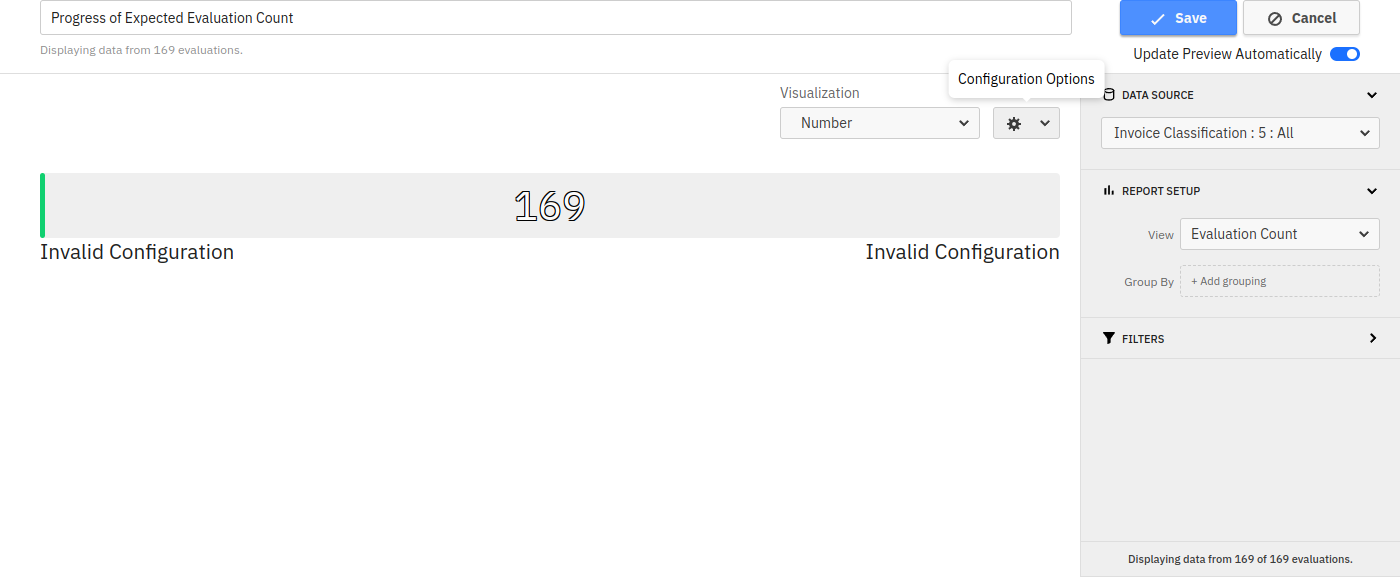 Progress of Expected Evaluation Count
Save
Cancel
Displaying data from 169 evaluations.
Update Preview Automatically
Configuration Options
Visualization
Number
DATA SOURCE
Invoice Classification : 5 : All
169
Invalid Configuration
Invalid Configuration
REPORT SETUP
View
Evaluation Count
Group By
+ Add grouping
FILTERS
Displaying data from 169 of 169 evaluations.